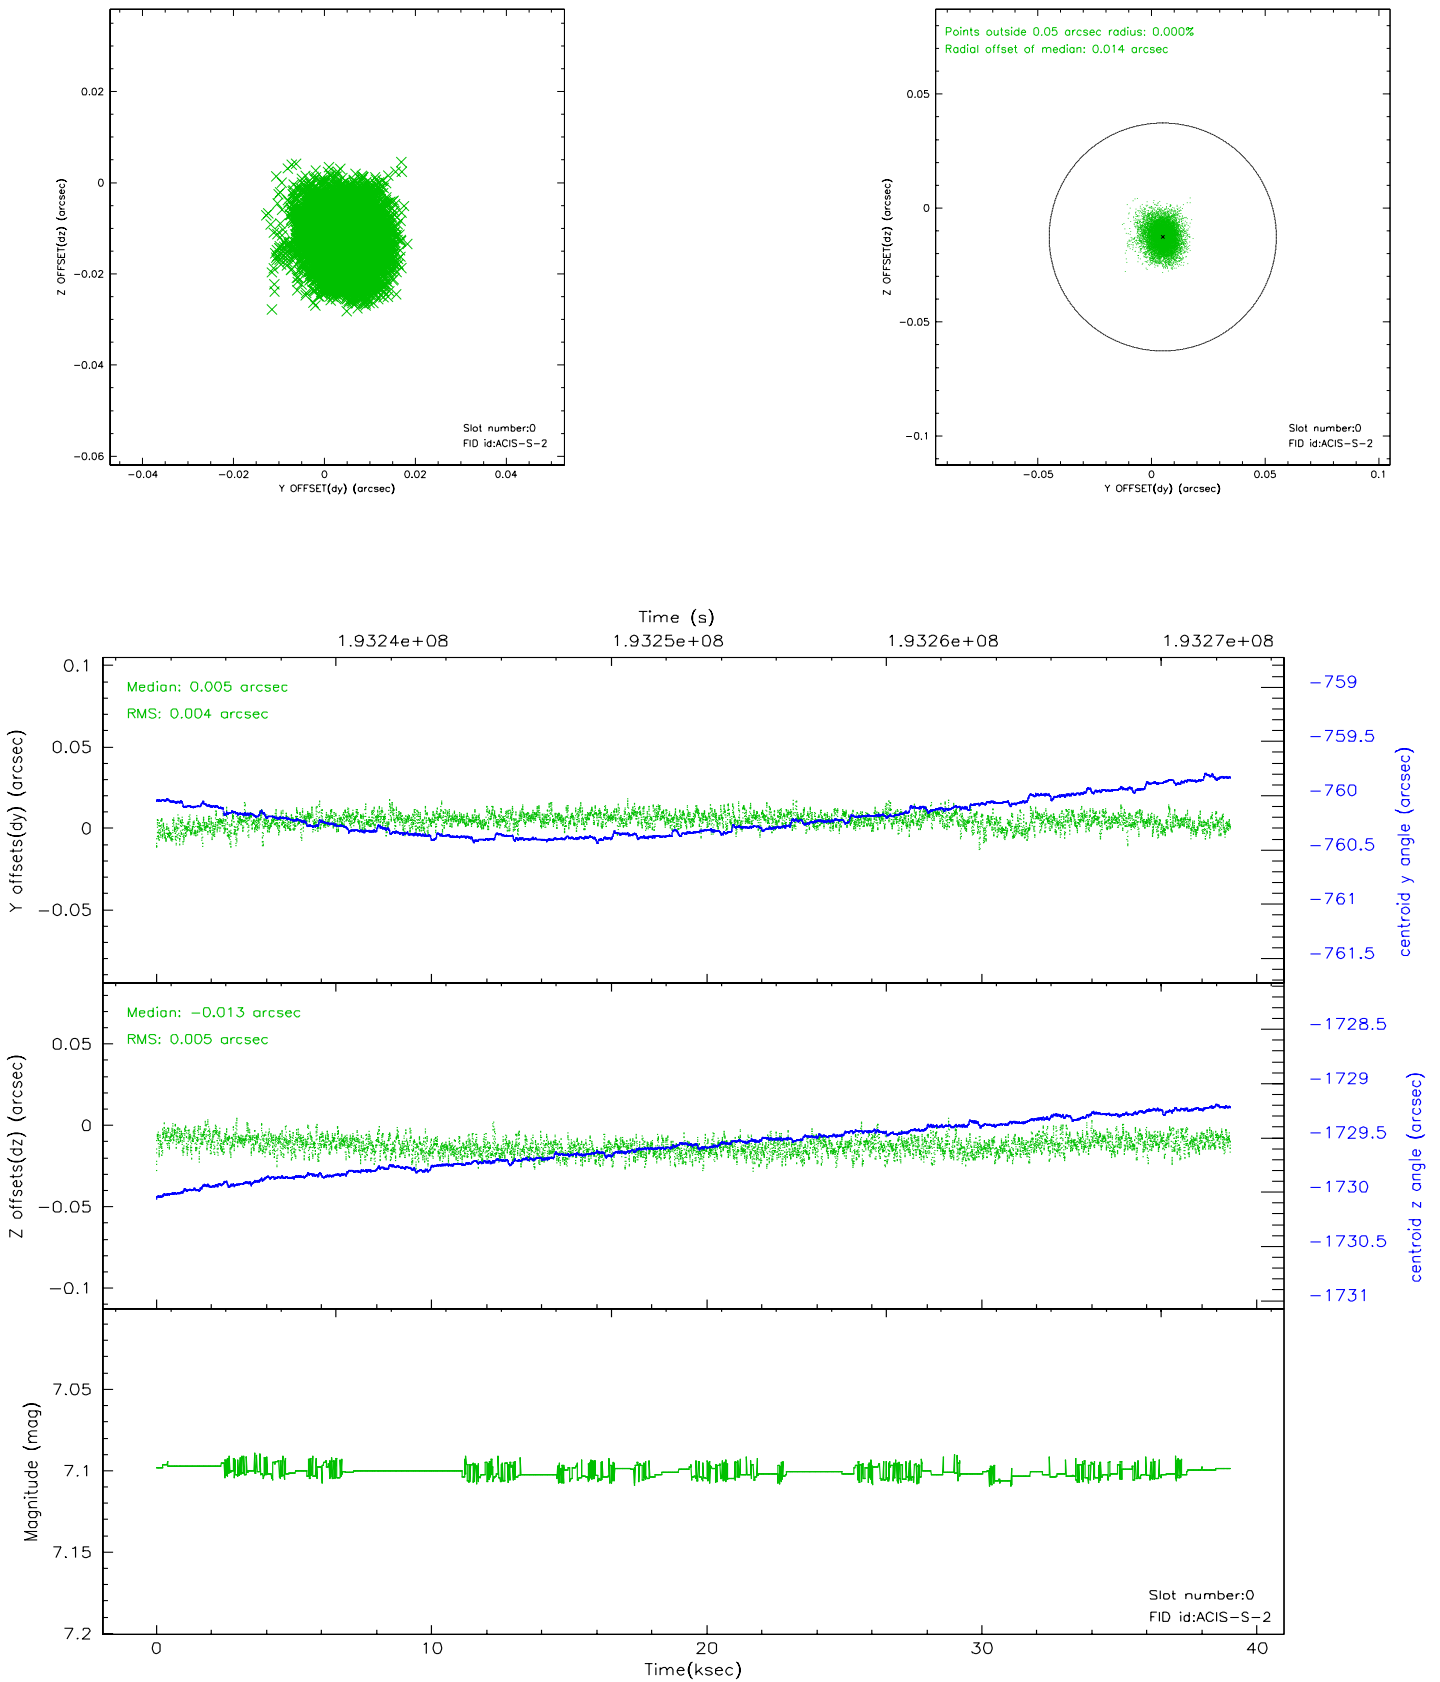 0.02
0
−0.02
−0.04
−0.06
−0.04
−0.02
0
0.02
0.04
Z OFFSET(dz) (arcsec)
Y OFFSET(dy) (arcsec)
Slot number:0
FID id:ACIS−S−2
Points outside 0.05 arcsec radius: 0.000%
Radial offset of median: 0.014 arcsec
0.05
0
−0.05
−0.1
−0.05
0
0.05
0.1
Z OFFSET(dz) (arcsec)
Y OFFSET(dy) (arcsec)
Slot number:0
FID id:ACIS−S−2
Time (s)
1.9324e+08
1.9325e+08
1.9326e+08
1.9327e+08
Median: 0.005 arcsec
RMS: 0.004 arcsec
0.1
0.05
0
−0.05
Y offsets(dy) (arcsec)
−759
−759.5
−760
−760.5
−761
−761.5
centroid y angle (arcsec)
Median: −0.013 arcsec
RMS: 0.005 arcsec
0.05
0
−0.05
−0.1
Z offsets(dz) (arcsec)
−1728.5
−1729
−1729.5
−1730
−1730.5
−1731
centroid z angle (arcsec)
7.05
7.1
7.15
7.2
Magnitude (mag)
Slot number:0
FID id:ACIS−S−2
0
10
20
30
40
Time(ksec)